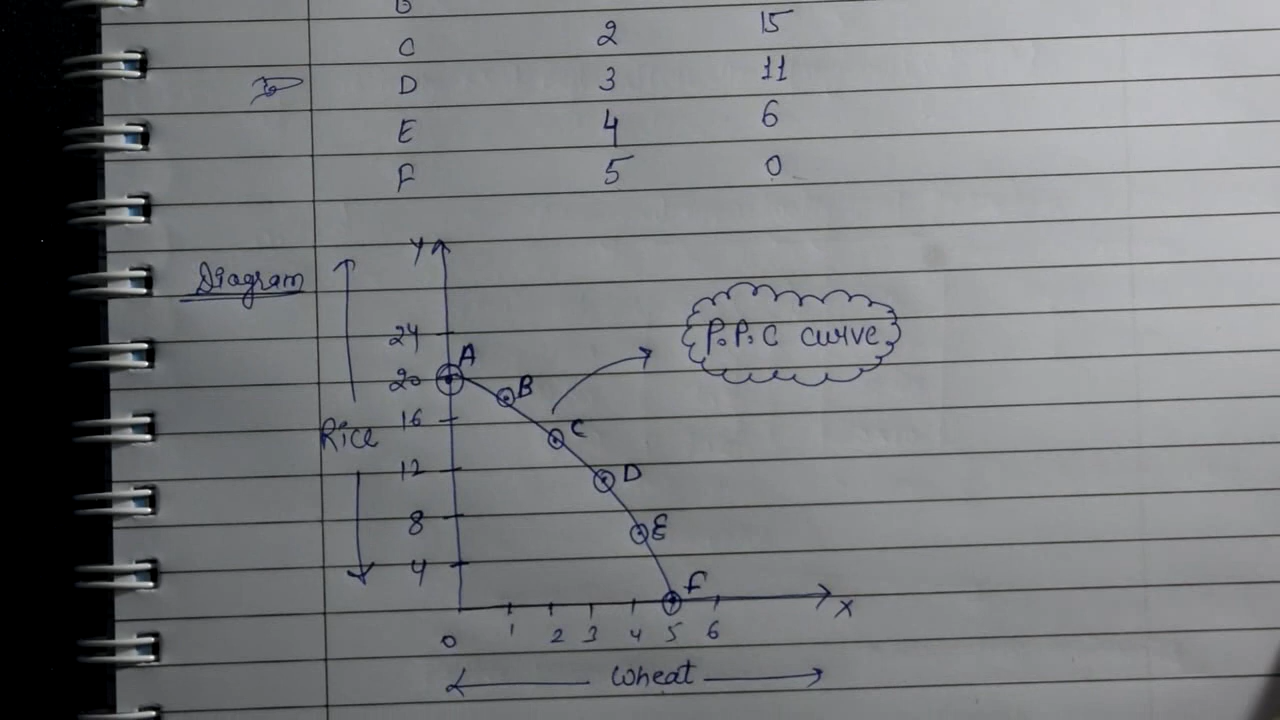 C 2 15
D 3 11
E 4 6
F 5 0
Diagram
Y
24
A
20
B
P.P.C curve
16
C
Rice
12
D
8
E
4
F
X
0 1 2 3 4 5 6
Wheat